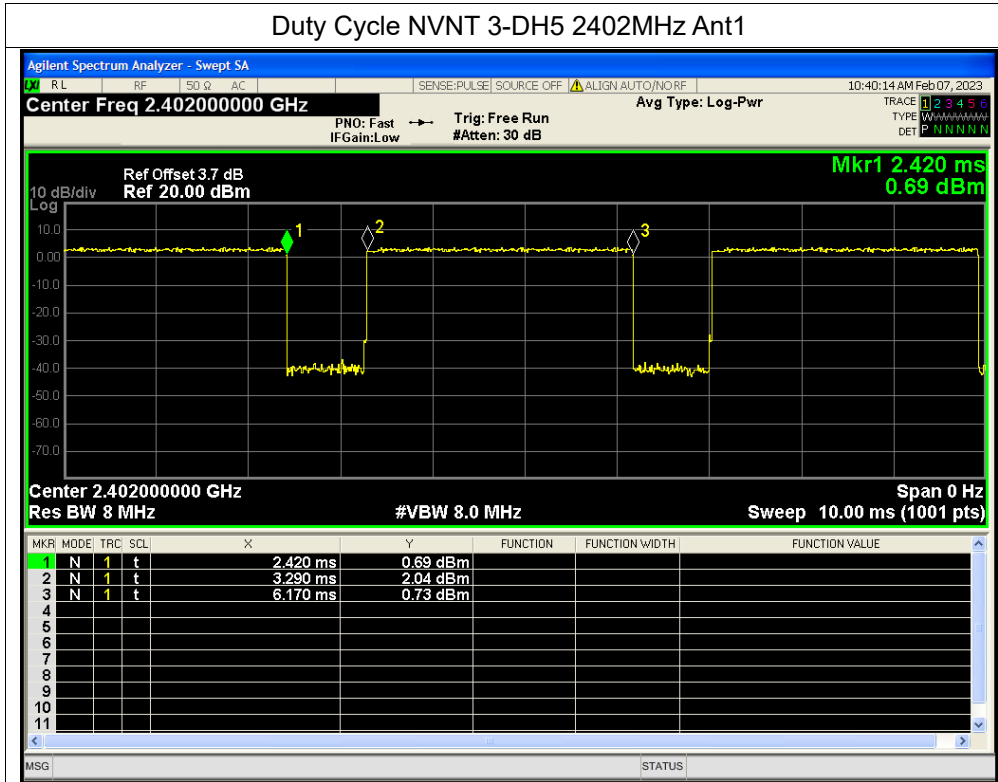 Duty Cycle NVNT 3-DH5 2402MHz Ant1
Agilent Spectrum Analyzer - Swept SA
LXI RL RF 50 Ω AC SENSE:PULSE SOURCE OFF ALIGN AUTO/NO RF 10:40:14 AM Feb 07, 2023
Center Freq 2.402000000 GHz Avg Type: Log-Pwr TRACE 1 2 3 4 5 6
PNO: Fast Trig: Free Run TYPE W
IFGain:Low #Atten: 30 dB DET P N N N N N
Mkr1 2.420 ms
0.69 dBm
Ref Offset 3.7 dB
10 dB/div Ref 20.00 dBm
Log
10.0
0.00
-10.0
-20.0
-30.0
-40.0
-50.0
-60.0
-70.0
1
2
3
Center 2.402000000 GHz Span 0 Hz
Res BW 8 MHz #VBW 8.0 MHz Sweep 10.00 ms (1001 pts)
MKR MODE TRC SCL X Y FUNCTION FUNCTION WIDTH FUNCTION VALUE
1 N 1 t 2.420 ms 0.69 dBm
2 N 1 t 3.290 ms 2.04 dBm
3 N 1 t 6.170 ms 0.73 dBm
4
5
6
7
8
9
10
11
MSG STATUS